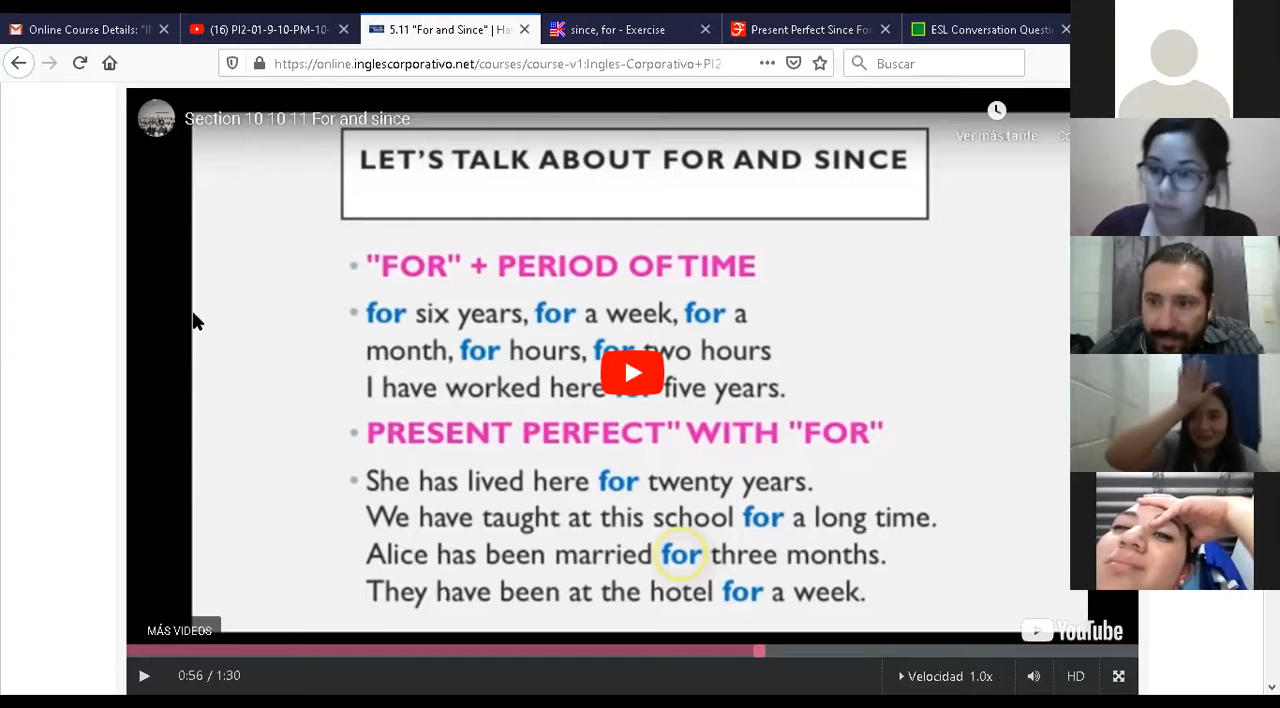 Online Course Details: "I
(16) PI2-01-9-10-PM-10-
5.11 "For and Since" | Ha
since, for - Exercise
Present Perfect Since Fo
ESL Conversation Questi
https://online.inglescorporativo.net/courses/course-v1:Ingles-Corporativo+PI2
Buscar
Section 10 10 11 For and since
Ver más tarde Co
LET'S TALK ABOUT FOR AND SINCE
"FOR" + PERIOD OF TIME
for six years, for a week, for a
month, for hours, for two hours
I have worked here for five years.
PRESENT PERFECT" WITH "FOR"
She has lived here for twenty years.
We have taught at this school for a long time.
Alice has been married for three months.
They have been at the hotel for a week.
MÁS VIDEOS
YouTube
0:56 / 1:30
Velocidad 1.0x
HD